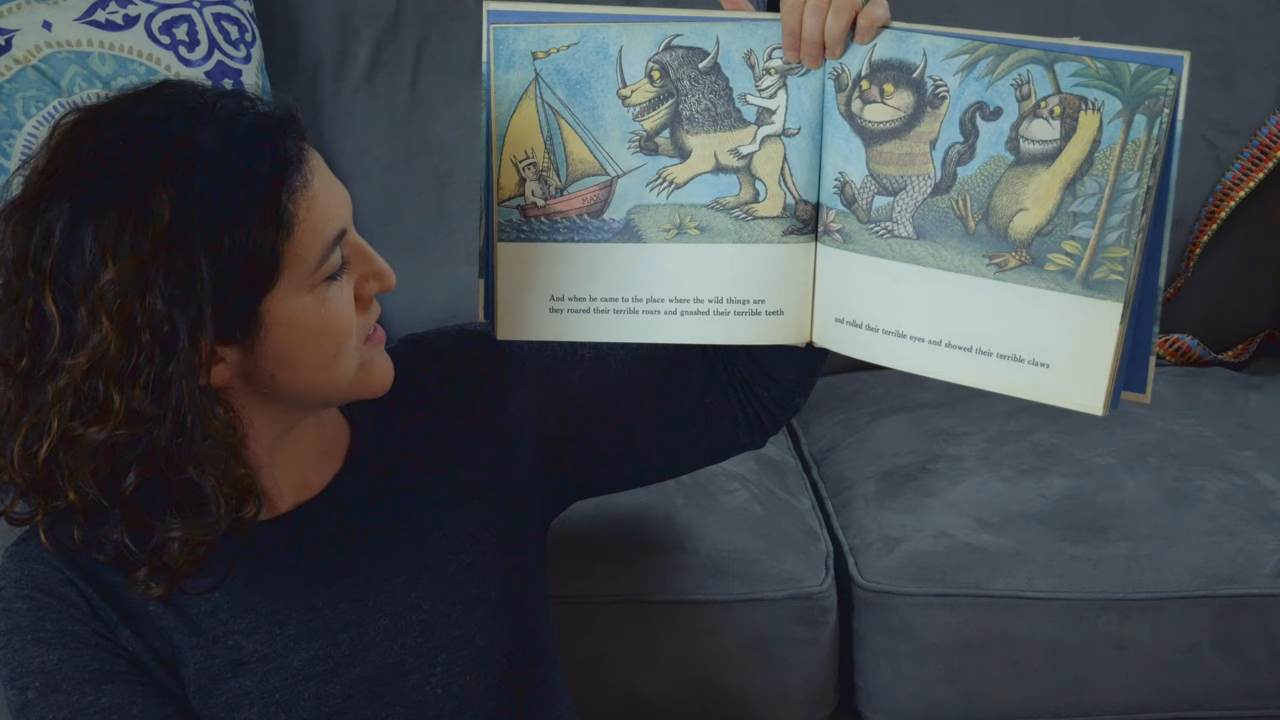 MAX
And when he came to the place where the wild things are
they roared their terrible roars and gnashed their terrible teeth
and rolled their terrible eyes and showed their terrible claws